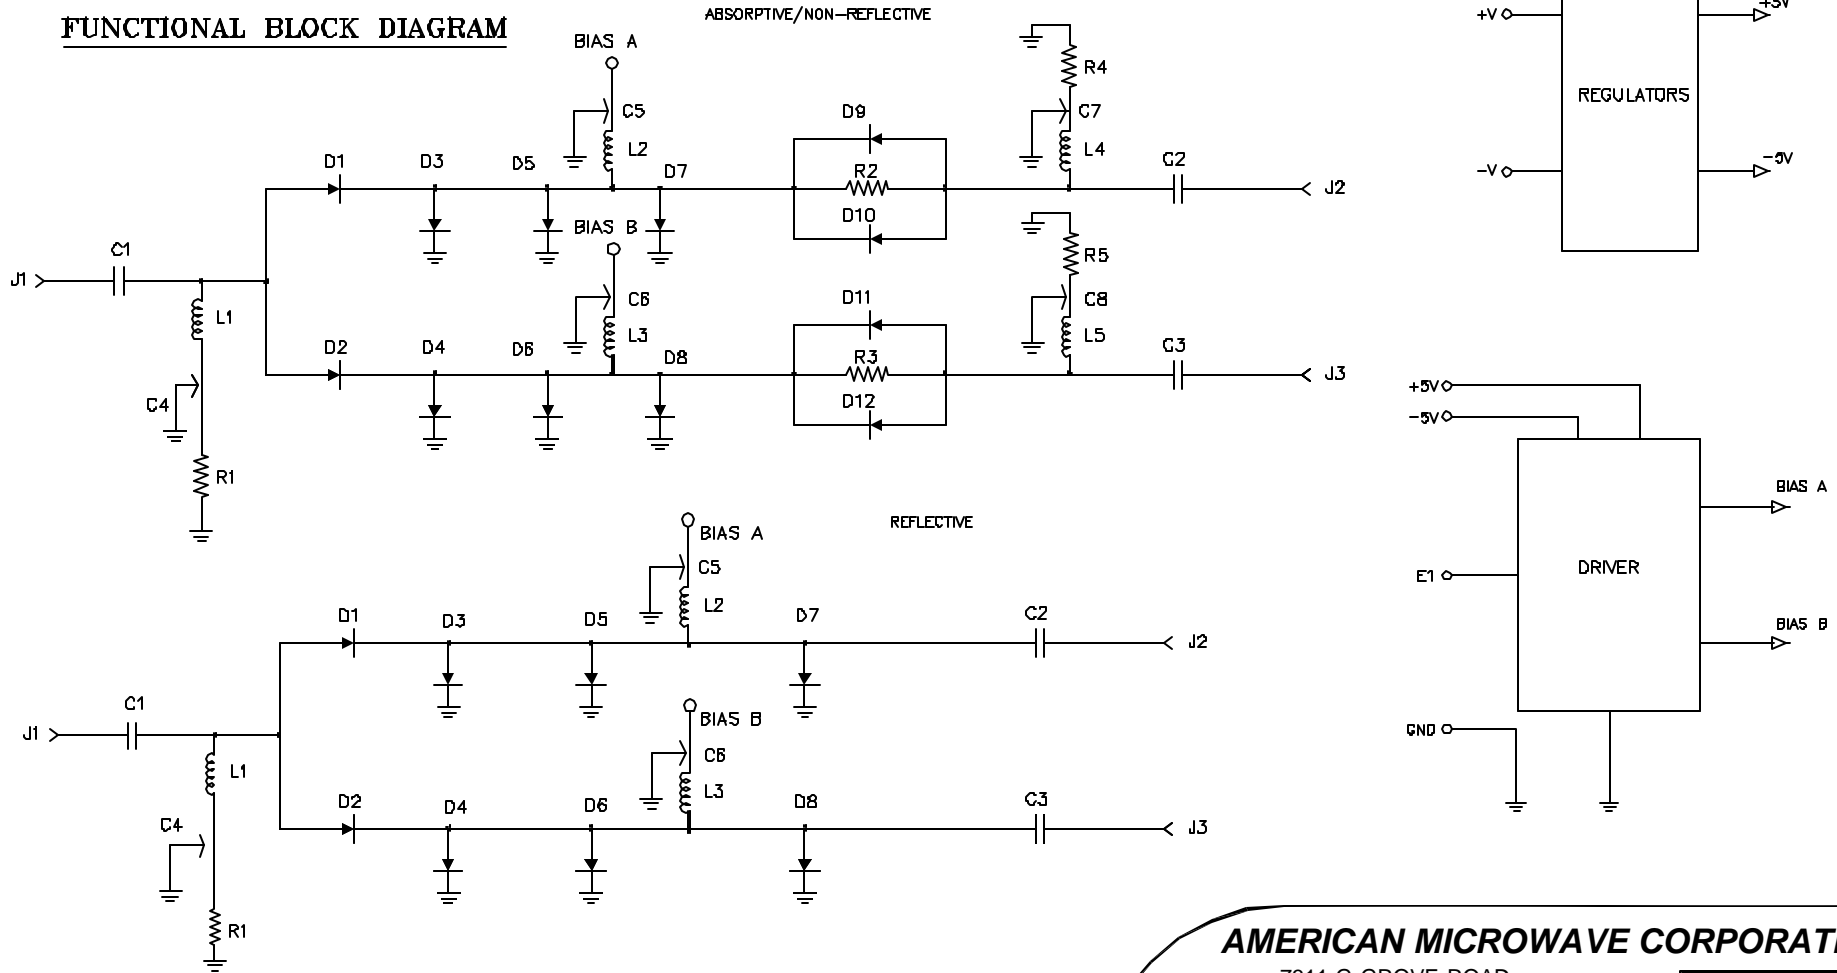 FUNCTIONAL BLOCK DIAGRAM
ABSORPTIVE/NON-REFLECTIVE
BIAS A
C5
L2
D1
D3
D5
D7
D9
R2
D10
R4
C7
L4
C2
J2
BIAS B
C6
L3
J1
C1
L1
C4
R1
D2
D4
D6
D8
D11
R3
D12
R5
C8
L5
C3
J3
+V
+5V
REGULATORS
-V
-5V
REFLECTIVE
BIAS A
C5
L2
D1
D3
D5
D7
C2
J2
BIAS B
C6
L3
J1
C1
L1
C4
R1
D2
D4
D6
D8
C3
J3
+5V
-5V
BIAS A
E1
DRIVER
BIAS B
GND
AMERICAN MICROWAVE CORPORATI
7311-G GROVE ROAD